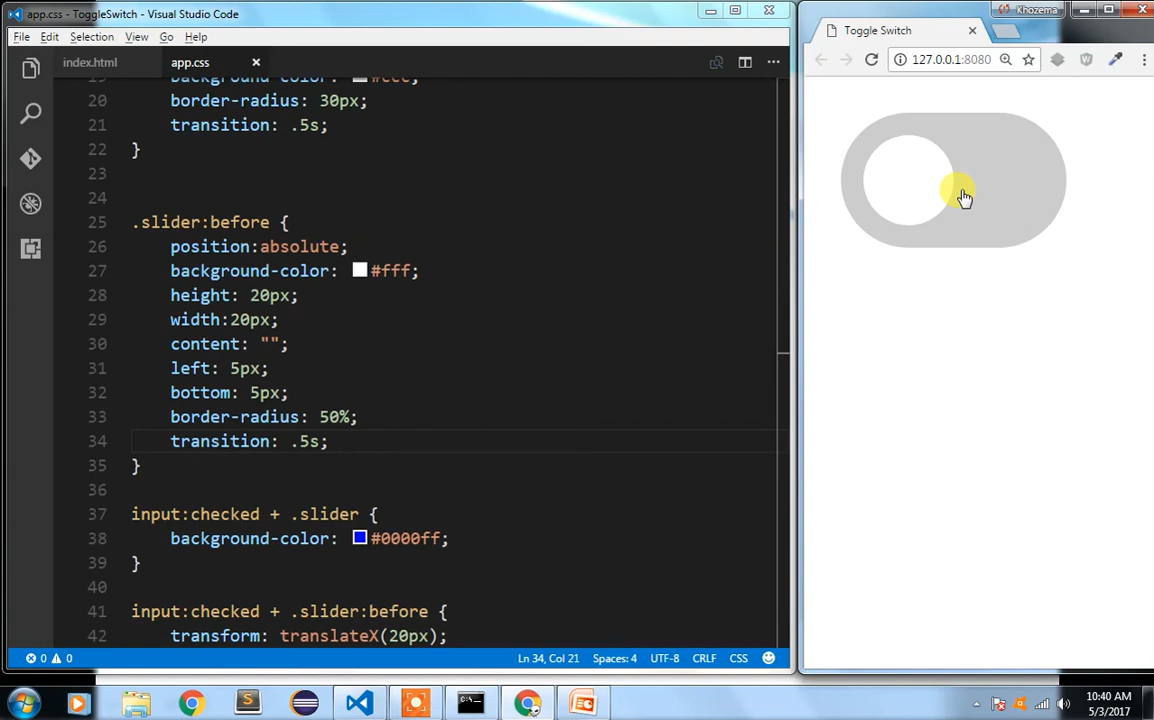 app.css - ToggleSwitch - Visual Studio Code
Khozema
File Edit Selection View Go Help
Toggle Switch
index.html app.css
127.0.0.1:8080
19 background-color: #ccc;
20 border-radius: 30px;
21 transition: .5s;
22 }
23
24
25 .slider:before {
26 position:absolute;
27 background-color: #fff;
28 height: 20px;
29 width:20px;
30 content: "";
31 left: 5px;
32 bottom: 5px;
33 border-radius: 50%;
34 transition: .5s;
35 }
36
37 input:checked + .slider {
38 background-color: #0000ff;
39 }
40
41 input:checked + .slider:before {
42 transform: translateX(20px);
0 0 Ln 34, Col 21 Spaces: 4 UTF-8 CRLF CSS
10:40 AM
5/3/2017